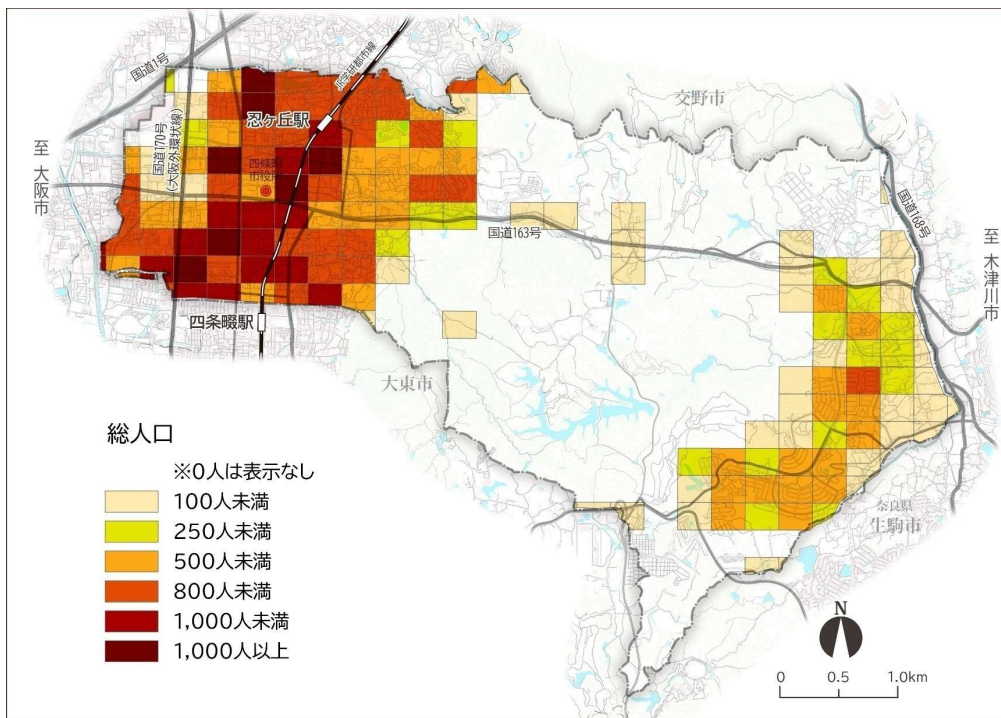 国道1号
JR学研都市線
交野市
忍ケ丘駅
至 大阪市
国道170号
(大阪外環状線)
四條畷
市役所
国道168号
国道163号
至 木津川市
四条畷駅
大東市
総人口
※0人は表示なし
100人未満
250人未満
500人未満
800人未満
1,000人未満
1,000人以上
奈良県
生駒市
N
0 0.5 1.0km